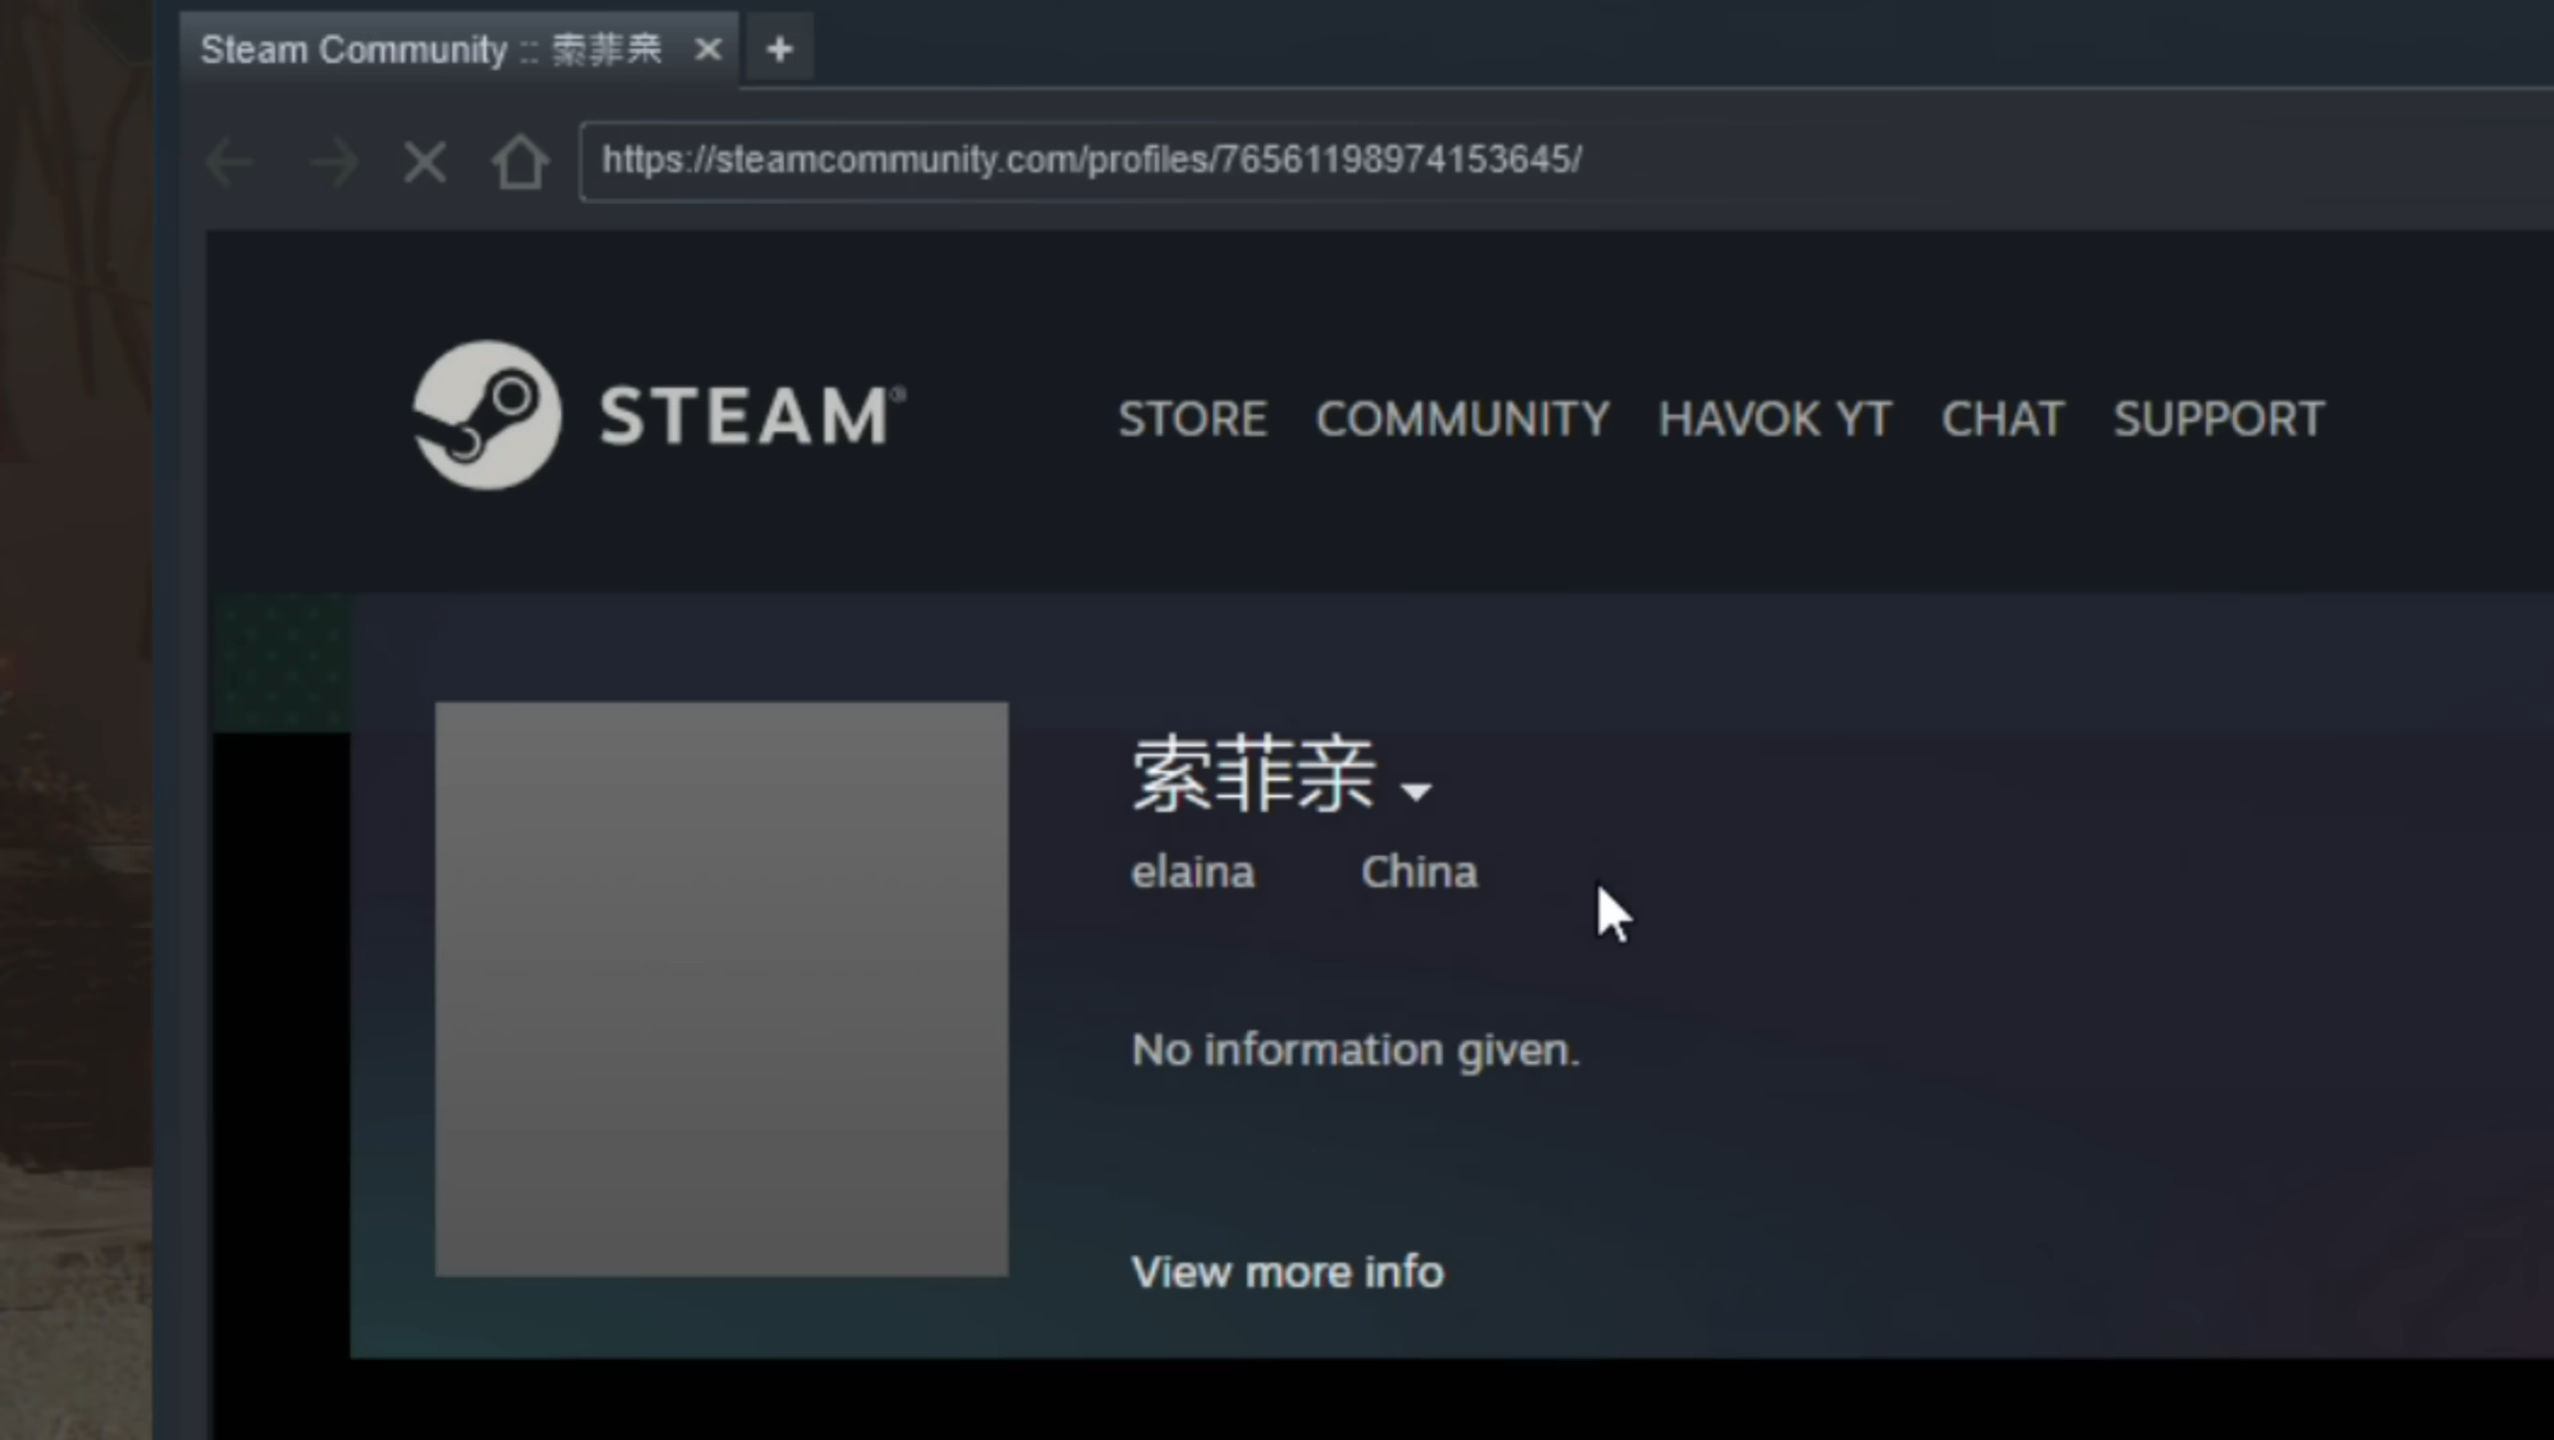 Steam Community :: 索菲亲
https://steamcommunity.com/profiles/76561198974153645/
STEAM®
STORE COMMUNITY HAVOK YT CHAT SUPPORT
索菲亲
elaina China
No information given.
View more info